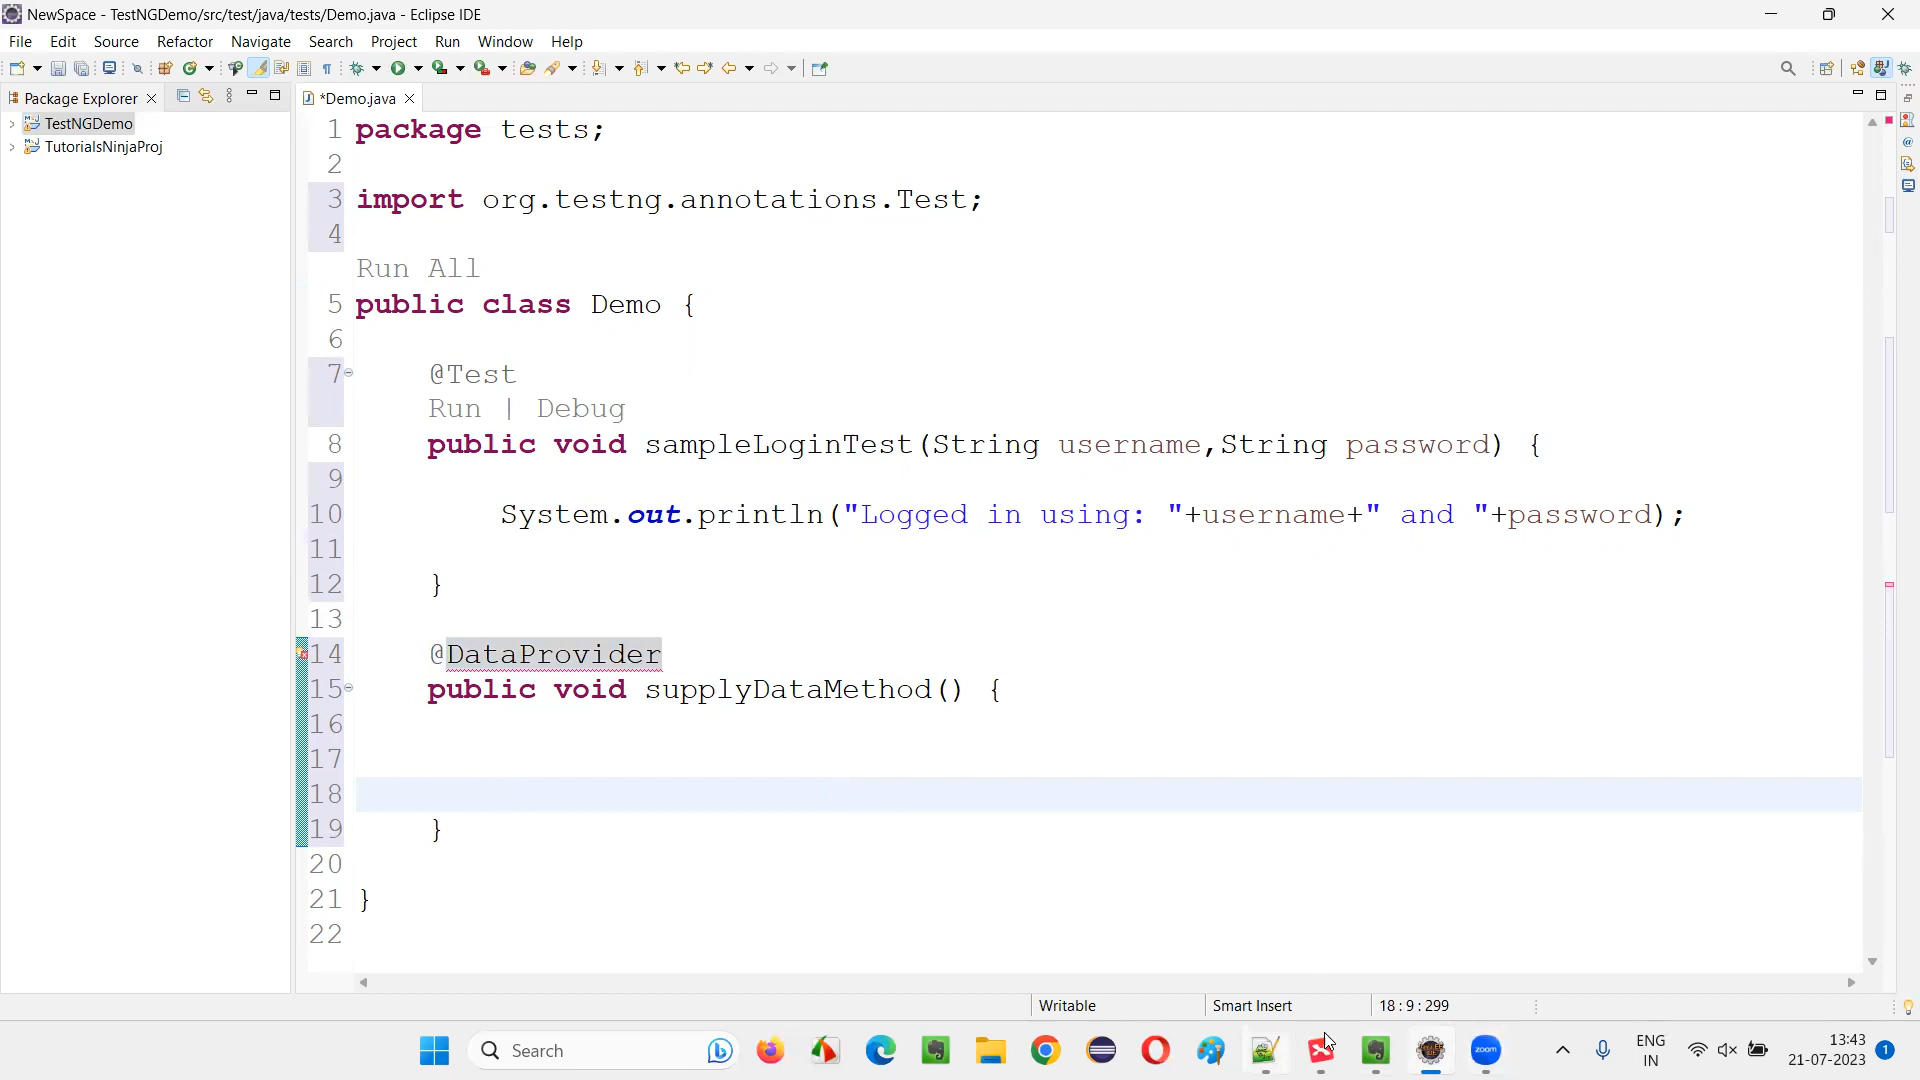 NewSpace - TestNGDemo/src/test/java/tests/Demo.java - Eclipse IDE
File Edit Source Refactor Navigate Search Project Run Window Help
Package Explorer
*Demo.java
TestNGDemo
TutorialsNinjaProj
1 package tests;
2
3 import org.testng.annotations.Test;
4
Run All
5 public class Demo {
6
7 @Test
Run | Debug
8 public void sampleLoginTest(String username,String password) {
9
10 System.out.println("Logged in using: "+username+" and "+password);
11
12 }
13
14 @DataProvider
15 public void supplyDataMethod() {
16
17
18
19 }
20
21 }
22
Writable Smart Insert 18 : 9 : 299
Search
zoom
ENG
IN
13:43
21-07-2023
1